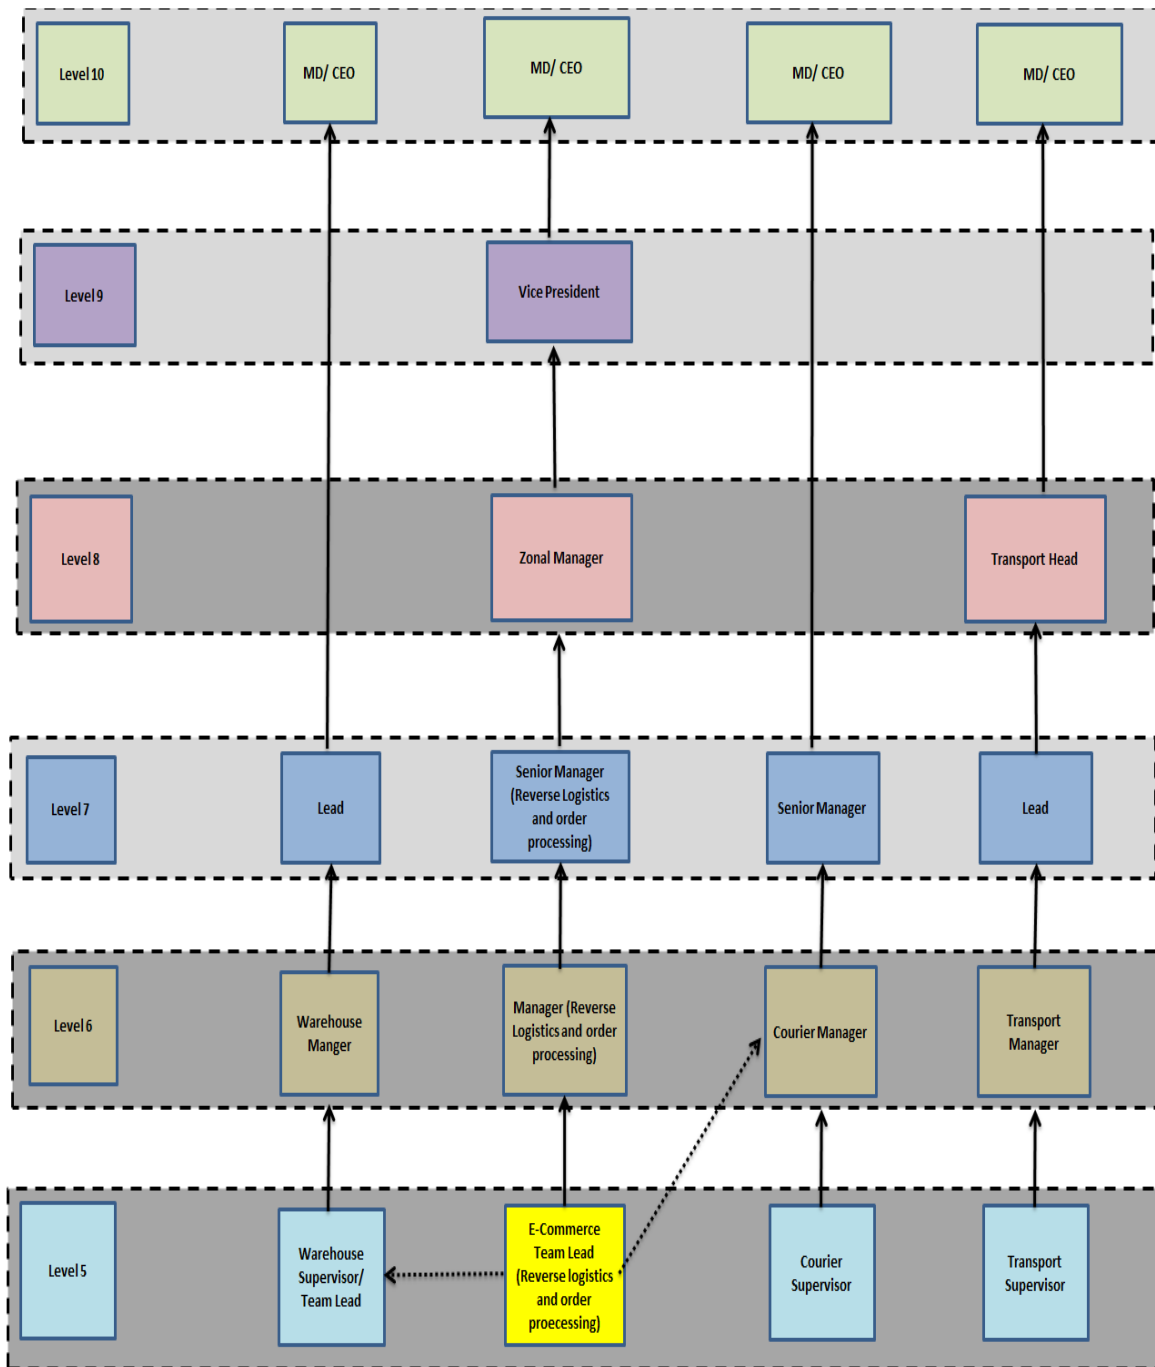 Level 10
MD/ CEO
MD/ CEO
MD/ CEO
MD/ CEO
Level 9
Vice President
Level 8
Zonal Manager
Transport Head
Level 7
Lead
Senior Manager
(Reverse Logistics
and order
processing)
Senior Manager
Lead
Level 6
Warehouse
Manger
Manager (Reverse
Logistics and order
processing)
Courier Manager
Transport
Manager
Level 5
Warehouse
Supervisor/
Team Lead
E-Commerce
Team Lead
(Reverse logistics
and order
proecessing)
Courier
Supervisor
Transport
Supervisor